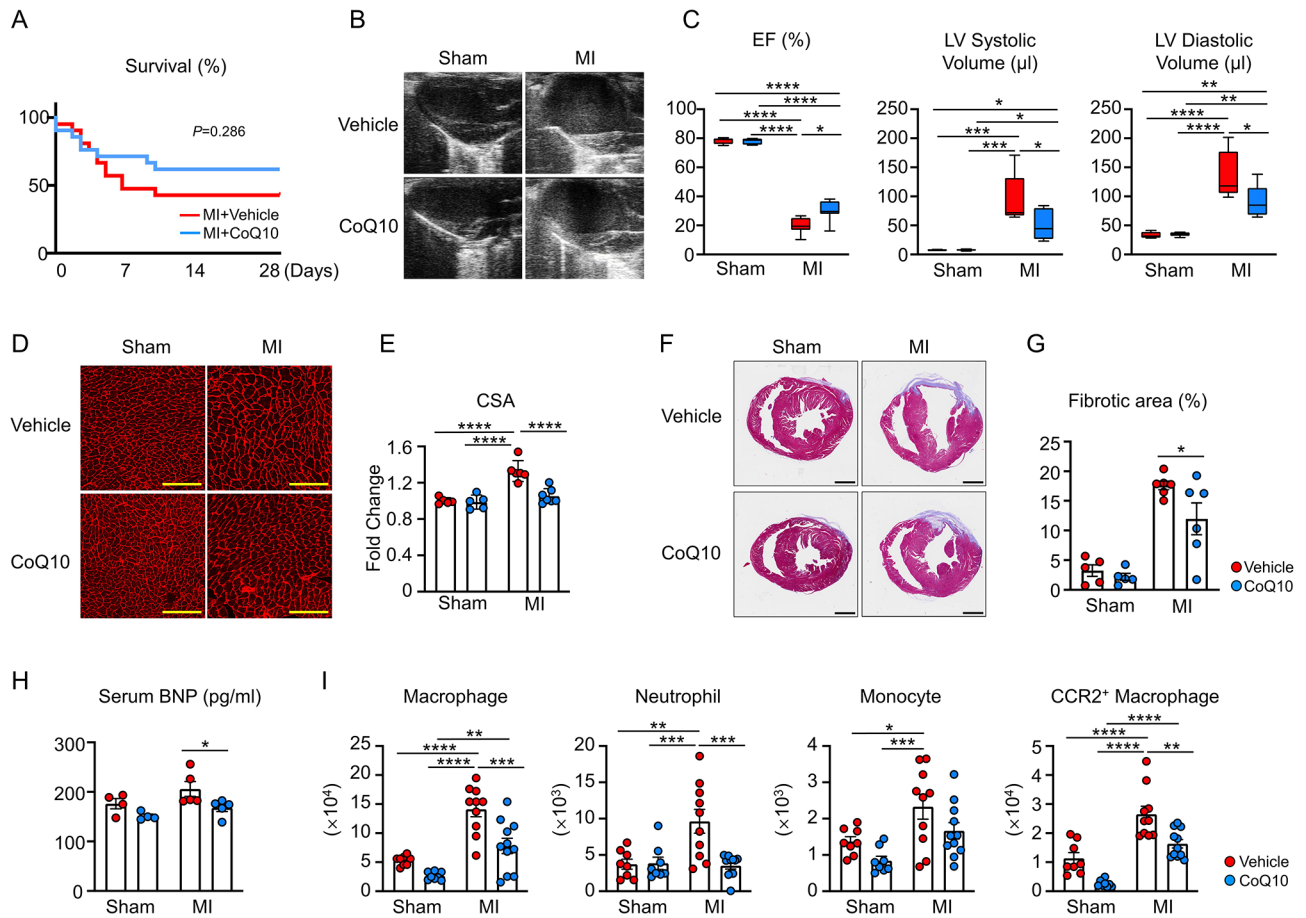 A
Survival (%)
100
50
0
P=0.286
MI+Vehicle
MI+CoQ10
0 7 14 28 (Days)
B
Sham MI
Vehicle
CoQ10
C
EF (%)
**** 
****
**** 
**** *
100
80
60
40
20
0
Sham MI
LV Systolic
Volume (µl)
*
*
***
*** *
250
200
150
100
50
0
Sham MI
LV Diastolic
Volume (µl)
**
**
****
**** *
250
200
150
100
50
0
Sham MI
D
Sham MI
Vehicle
CoQ10
E
CSA
**** ****
****
Fold Change
1.6
1.2
0.8
0.4
0
Sham MI
F
Sham MI
Vehicle
CoQ10
G
Fibrotic area (%)
*
25
20
15
10
5
0
Sham MI
Vehicle
CoQ10
H
Serum BNP (pg/ml)
*
300
200
100
0
Sham MI
I
Macrophage
**
****
**** ***
(×10⁴)
25
20
15
10
5
0
Sham MI
Neutrophil
**
*** ***
(×10³)
20
15
10
5
0
Sham MI
Monocyte
*
***
(×10³)
4
3
2
1
0
Sham MI
CCR2⁺ Macrophage
****
****
**** **
(×10⁴)
5
4
3
2
1
0
Sham MI
Vehicle
CoQ10